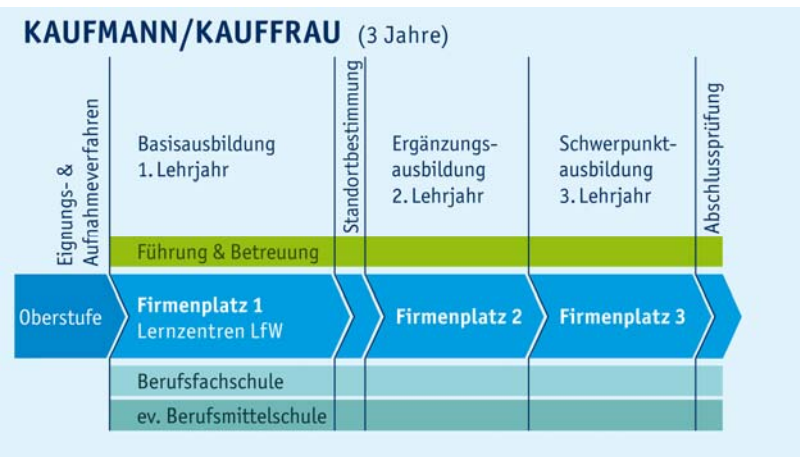 KAUFMANN/KAUFFRAU (3 Jahre)
Eignungs- &
Aufnahmeverfahren
Basisausbildung
1. Lehrjahr
Standortbestimmung
Ergänzungs-
ausbildung
2. Lehrjahr
Schwerpunkt-
ausbildung
3. Lehrjahr
Abschlussprüfung
Führung & Betreuung
Oberstufe
Firmenplatz 1
Lernzentren LfW
Firmenplatz 2
Firmenplatz 3
Berufsfachschule
ev. Berufsmittelschule